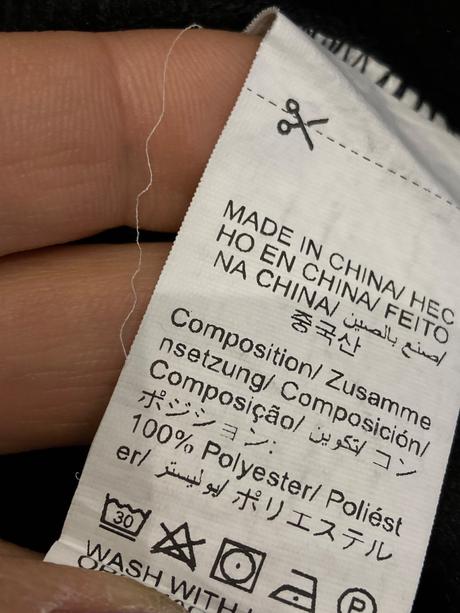 MADE IN CHINA/ HEC
HO EN CHINA/ FEITO
NA CHINA/ صنع بالصين/
중국산
Composition/ Zusamme
nsetzung/ Composición/
Composição/ تكوين/ コン
ポジション:
100% Polyester/ Poliést
er/ بوليستر/ ポリエステル
30
P
WASH WITH